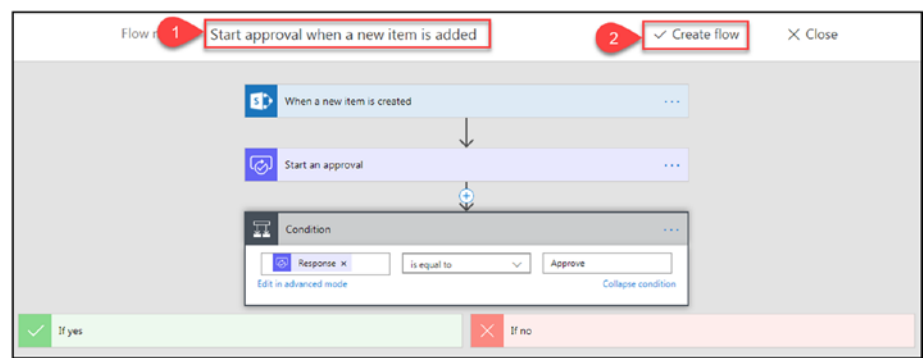 Flow n
1
Start approval when a new item is added
2
Create flow
Close
When a new item is created
Start an approval
Condition
Response
is equal to
Approve
Edit in advanced mode
Collapse condition
If yes
If no